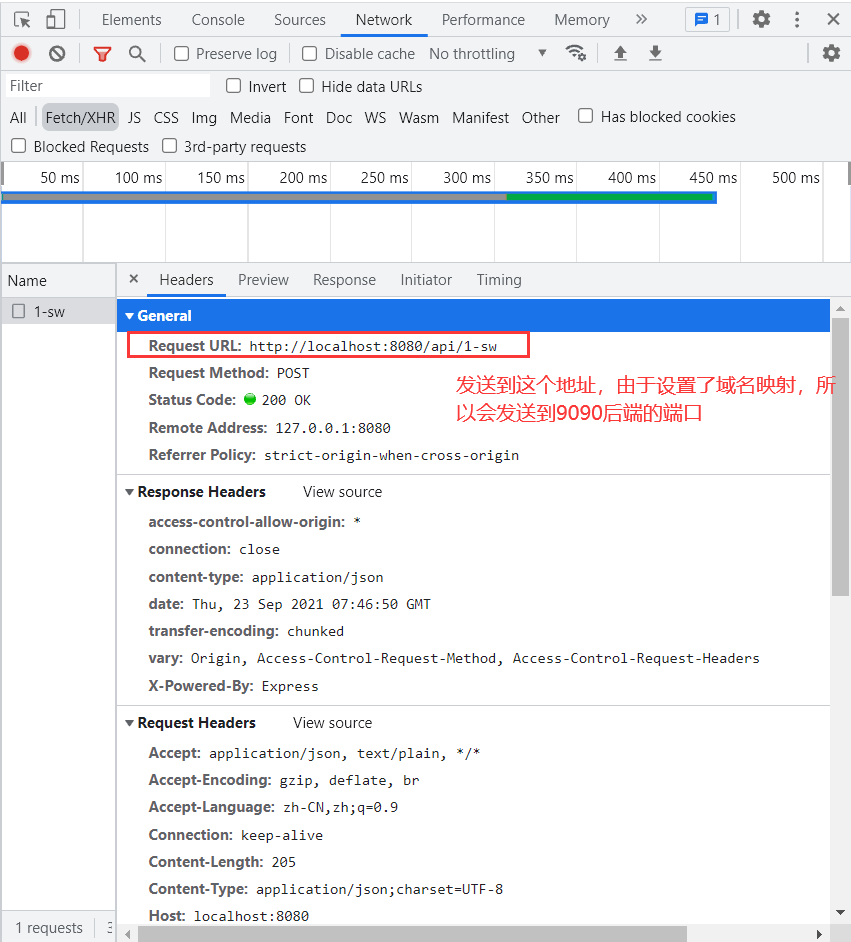 Elements Console Sources Network Performance Memory » 1
Preserve log Disable cache No throttling
Filter Invert Hide data URLs
All Fetch/XHR JS CSS Img Media Font Doc WS Wasm Manifest Other Has blocked cookies
Blocked Requests 3rd-party requests
50 ms 100 ms 150 ms 200 ms 250 ms 300 ms 350 ms 400 ms 450 ms 500 ms
Name × Headers Preview Response Initiator Timing
1-sw
General
Request URL: http://localhost:8080/api/1-sw
Request Method: POST
Status Code: 200 OK
Remote Address: 127.0.0.1:8080
Referrer Policy: strict-origin-when-cross-origin
发送到这个地址，由于设置了域名映射，所
以会发送到9090后端的端口
Response Headers View source
access-control-allow-origin: *
connection: close
content-type: application/json
date: Thu, 23 Sep 2021 07:46:50 GMT
transfer-encoding: chunked
vary: Origin, Access-Control-Request-Method, Access-Control-Request-Headers
X-Powered-By: Express
Request Headers View source
Accept: application/json, text/plain, */*
Accept-Encoding: gzip, deflate, br
Accept-Language: zh-CN,zh;q=0.9
Connection: keep-alive
Content-Length: 205
Content-Type: application/json;charset=UTF-8
Host: localhost:8080
1 requests